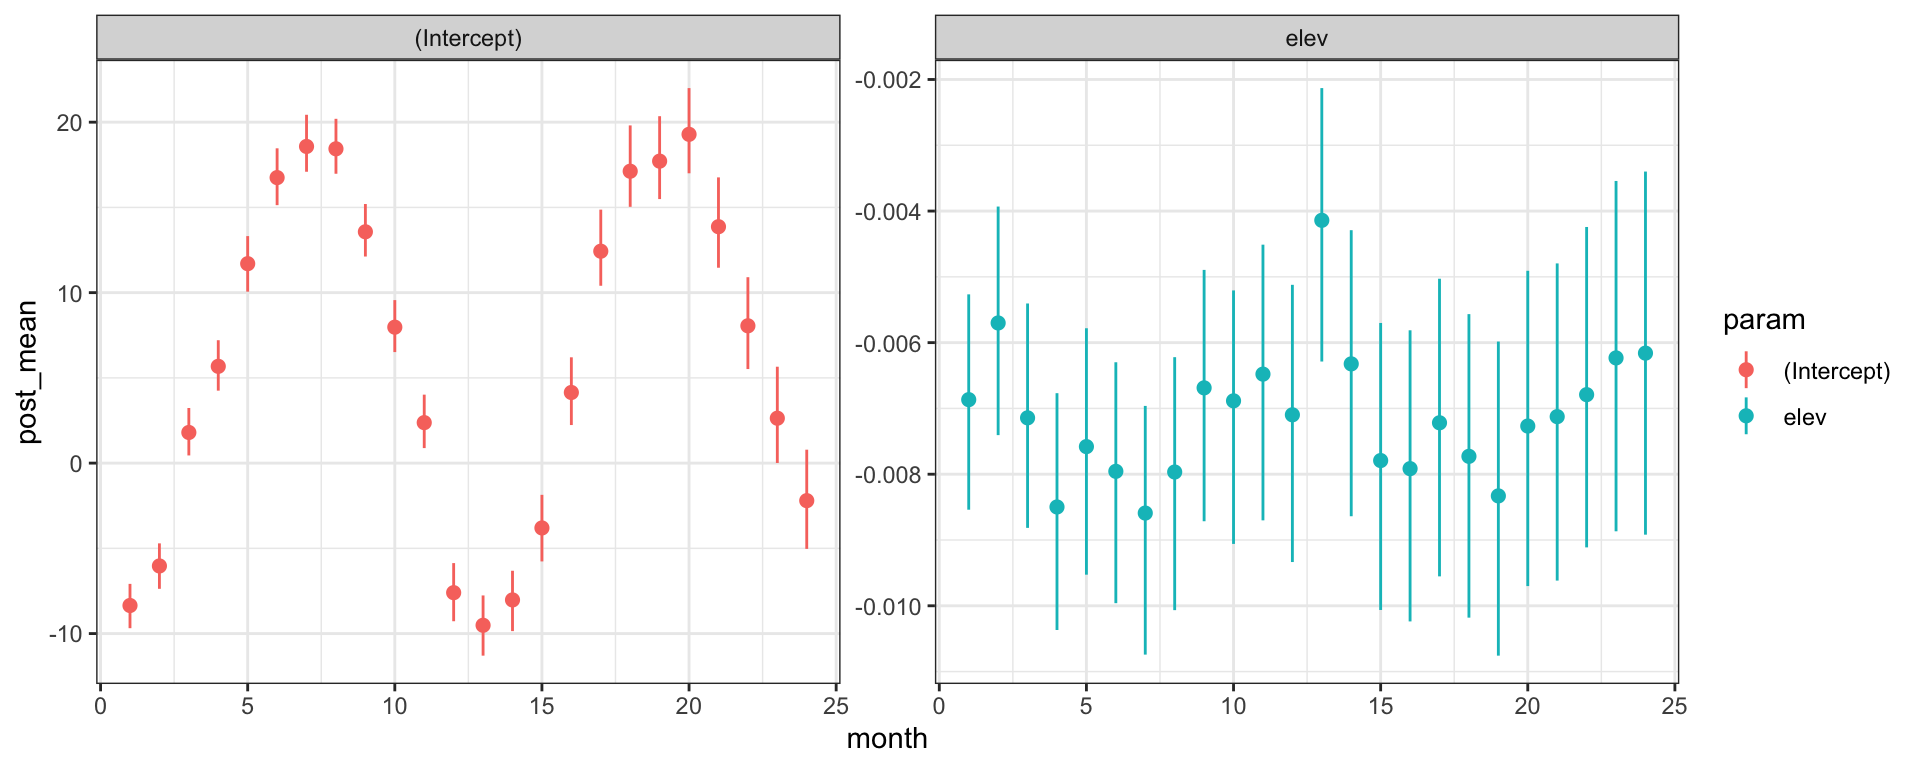 (Intercept)
elev
post_mean
20
10
0
-10
-0.002
-0.004
-0.006
-0.008
-0.010
0 5 10 15 20 25
0 5 10 15 20 25
month
param
(Intercept)
elev